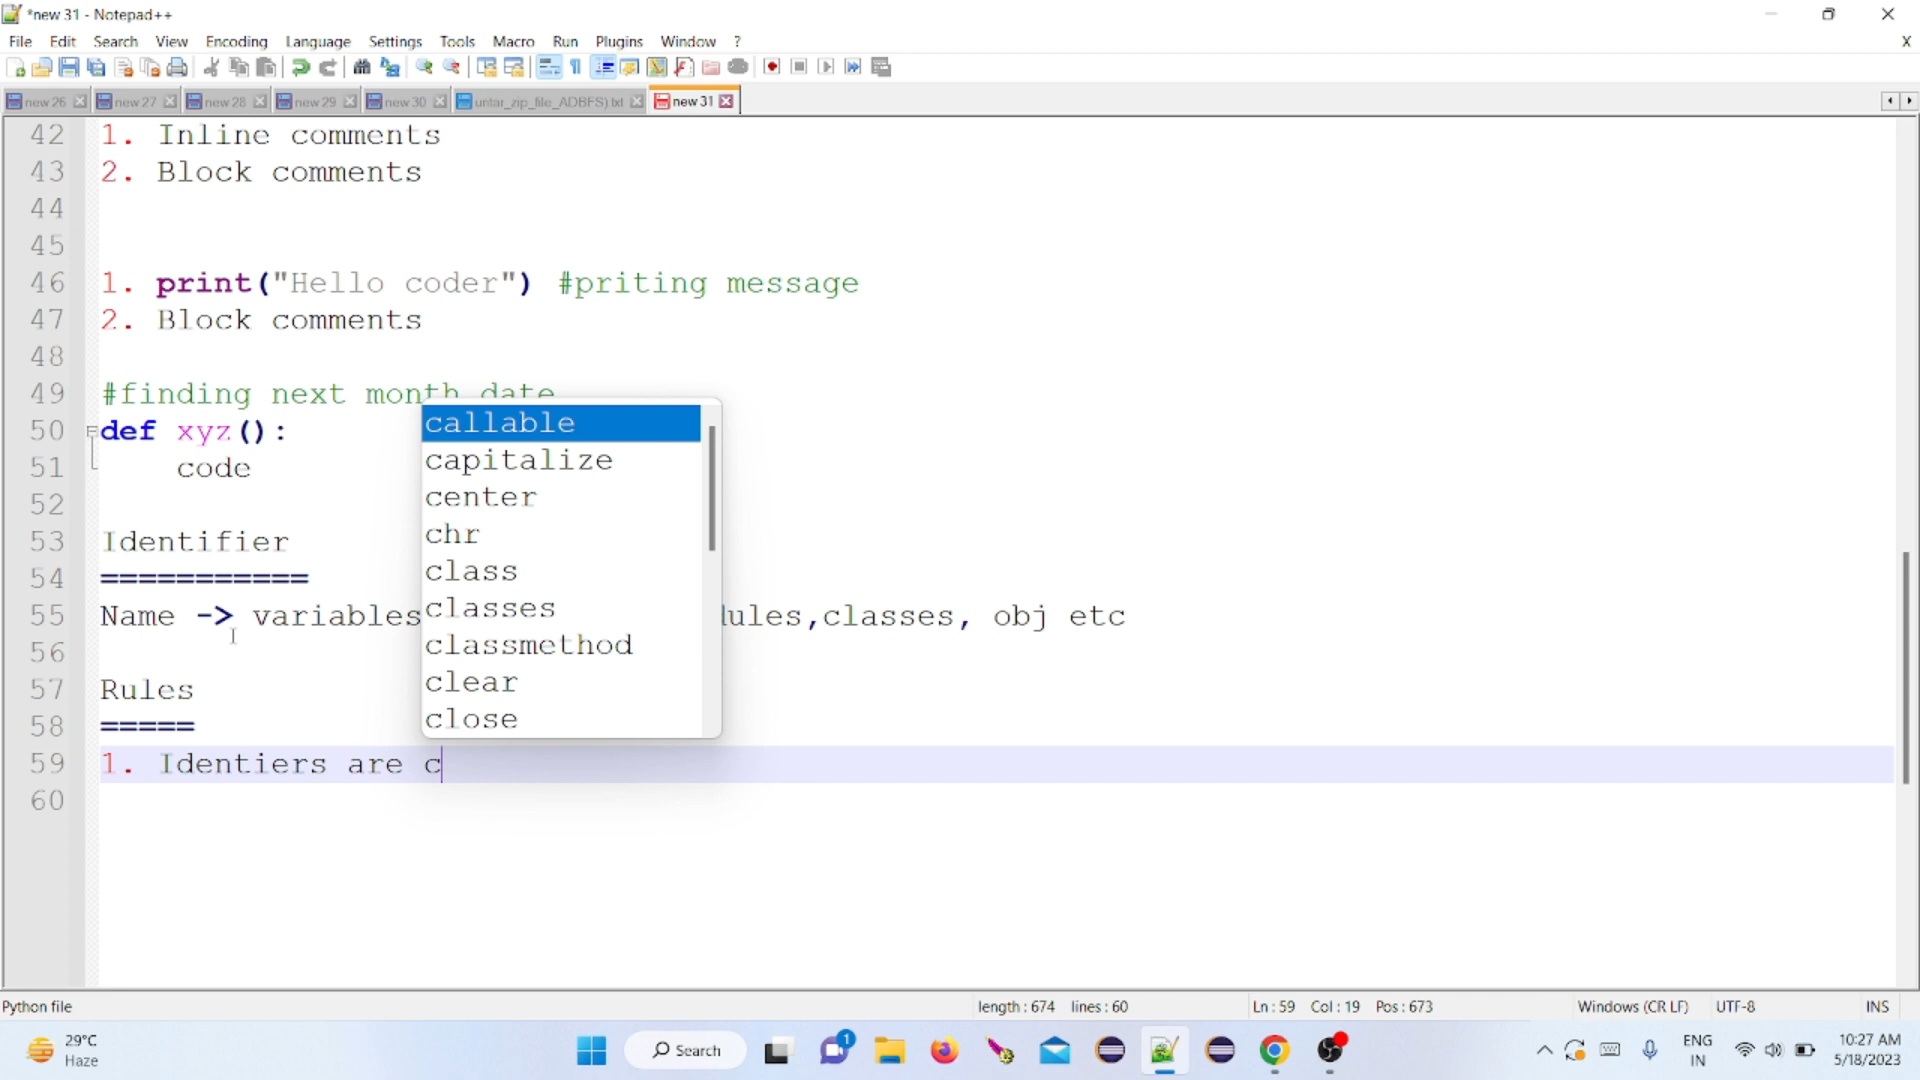 *new 31 - Notepad++
File Edit Search View Encoding Language Settings Tools Macro Run Plugins Window ? X
new 26 new 27 new 28 new 29 new 30 untar_zip_file_ADBFS).txt new 31
42 1. Inline comments
43 2. Block comments
44
45
46 1. print("Hello coder") #priting message
47 2. Block comments
48
49 #finding next month date
50 def xyz():
51 code
52
53 Identifier
54 ===========
55 Name -> variables dules,classes, obj etc
56
57 Rules
58 =====
59 1. Identiers are c
60
callable
capitalize
center
chr
class
classes
classmethod
clear
close
Python file length : 674 lines : 60 Ln : 59 Col : 19 Pos : 673 Windows (CR LF) UTF-8 INS
29°C
Haze
Search
1
ENG
IN
10:27 AM
5/18/2023